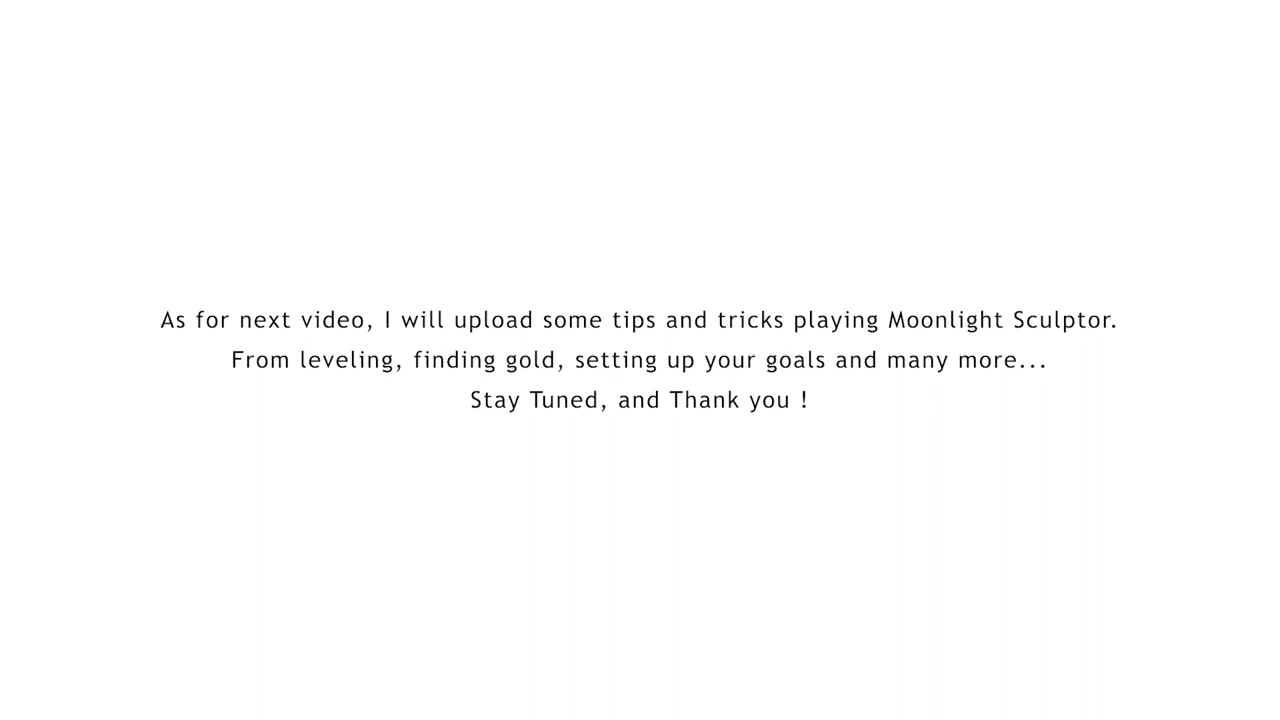 As for next video, I will upload some tips and tricks playing Moonlight Sculptor.
From leveling, finding gold, setting up your goals and many more...
Stay Tuned, and Thank you !